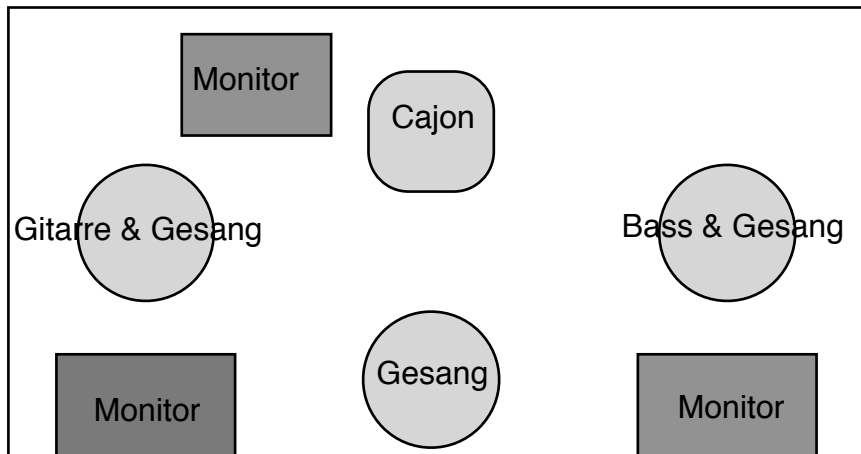 Monitor
Cajon
Gitarre & Gesang
Bass & Gesang
Gesang
Monitor
Monitor